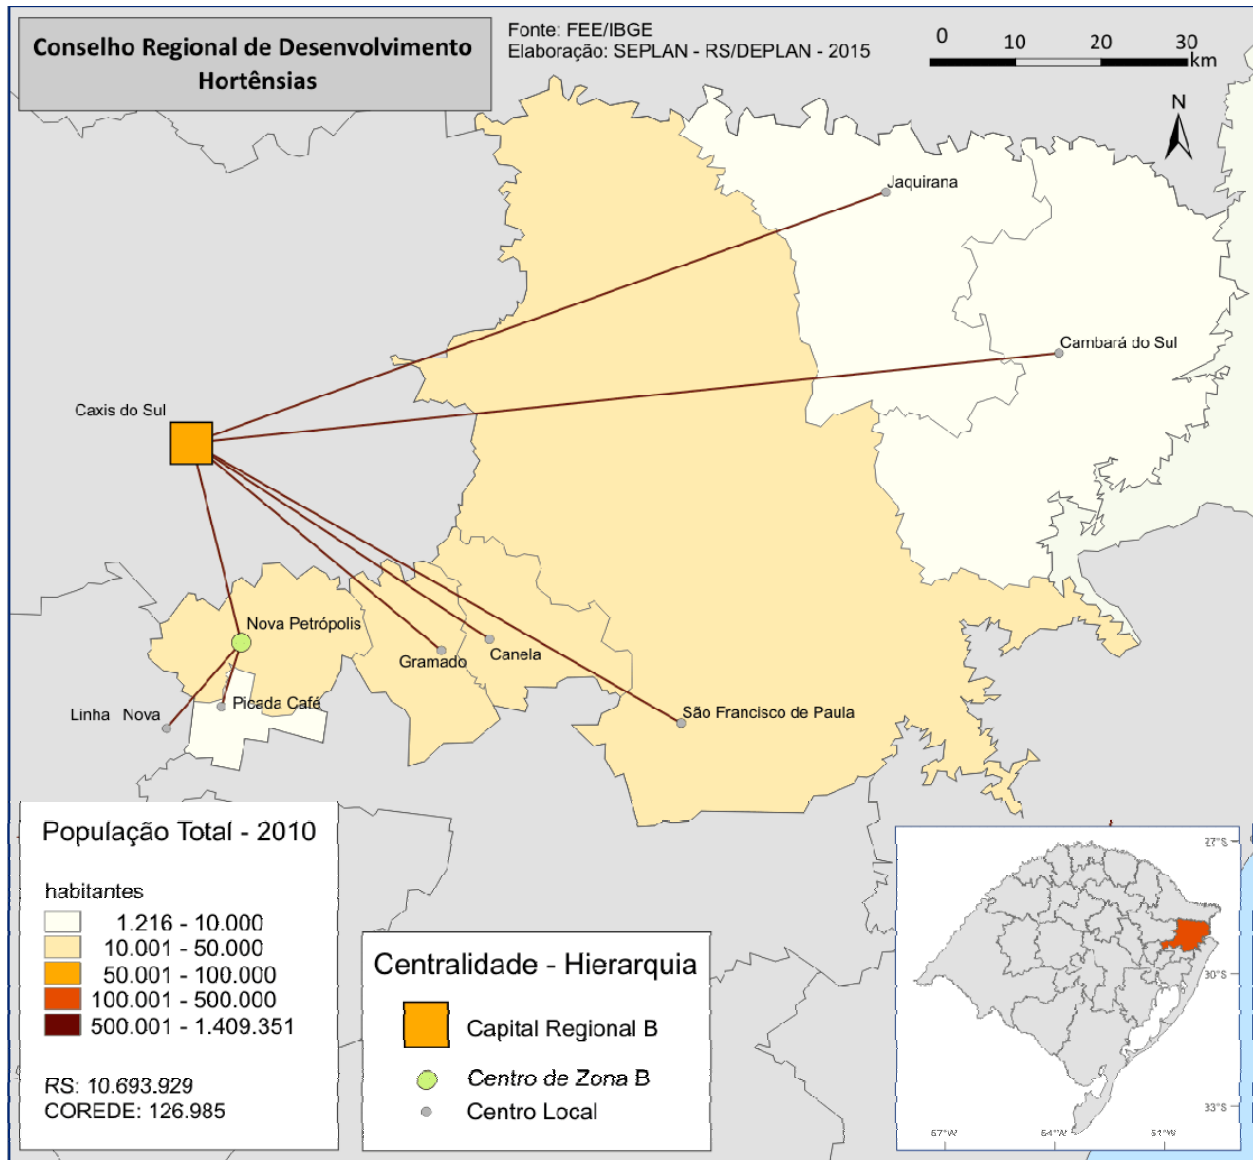 Conselho Regional de Desenvolvimento
Hortênsias
Fonte: FEE/IBGE
Elaboração: SEPLAN - RS/DEPLAN - 2015
0 10 20 30
km
N
Jaquirana
Cambará do Sul
Caxis do Sul
Nova Petrópolis
Gramado
Canela
Linha Nova
Picada Café
São Francisco de Paula
População Total - 2010
habitantes
1.216 - 10.000
10.001 - 50.000
50.001 - 100.000
100.001 - 500.000
500.001 - 1.409.351
RS: 10.693.929
COREDE: 126.985
Centralidade - Hierarquia
Capital Regional B
Centro de Zona B
Centro Local
27°S
30°S
33°S
57°W 54°W 51°W